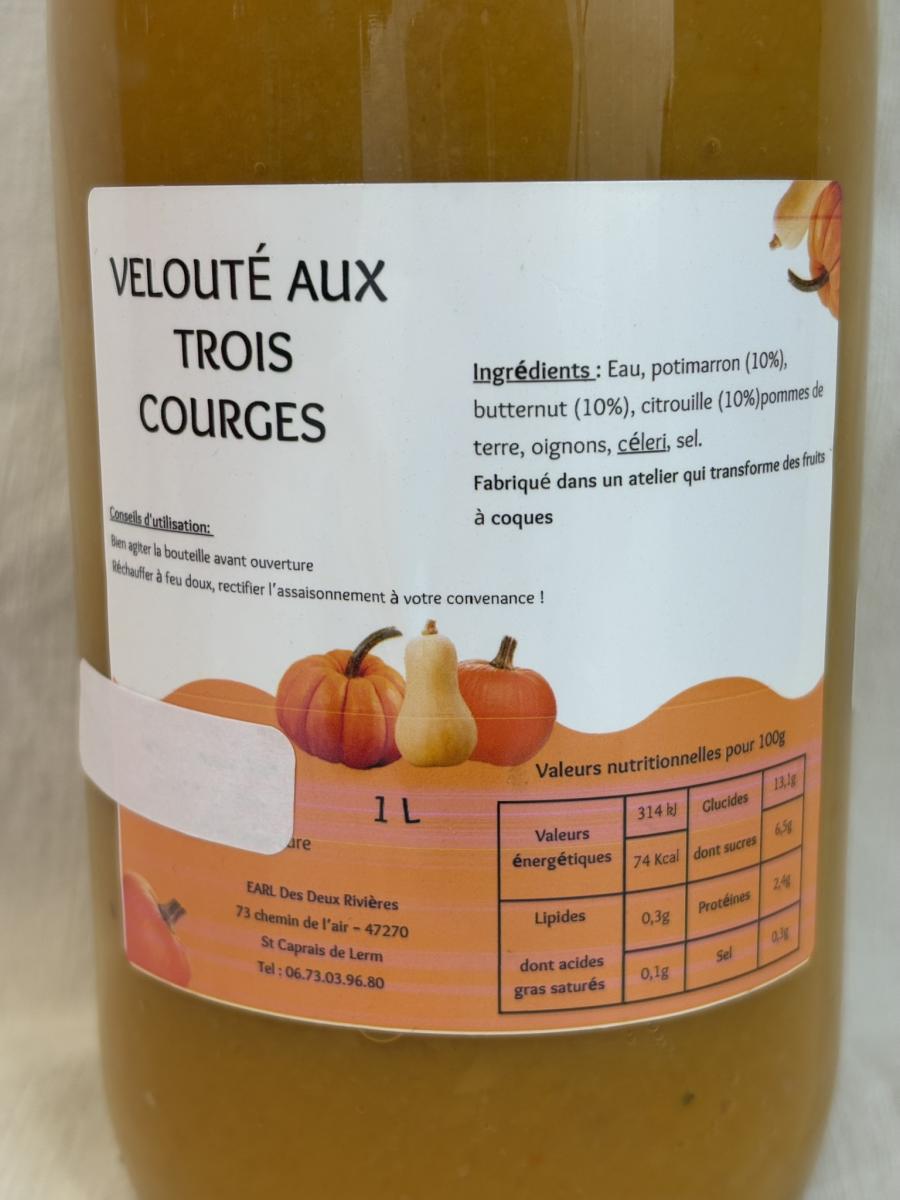 VELOUTÉ AUX
TROIS
COURGES
Ingrédients : Eau, potimarron (10%),
butternut (10%), citrouille (10%)pommes de
terre, oignons, céleri, sel.
Fabriqué dans un atelier qui transforme des fruits
à coques
Conseils d'utilisation:
Bien agiter la bouteille avant ouverture
Réchauffer à feu doux, rectifier l'assaisonnement à votre convenance !
1 L
EARL Des Deux Rivières
73 chemin de l'air – 47270
St Caprais de Lerm
Tel : 06.73.03.96.80
Valeurs nutritionnelles pour 100g
Valeurs
énergétiques
314 kJ
74 Kcal
Glucides
13,1g
dont sucres
6,5g
Lipides
0,3g
Protéines
2,4g
dont acides
gras saturés
0,1g
Sel
0,3g